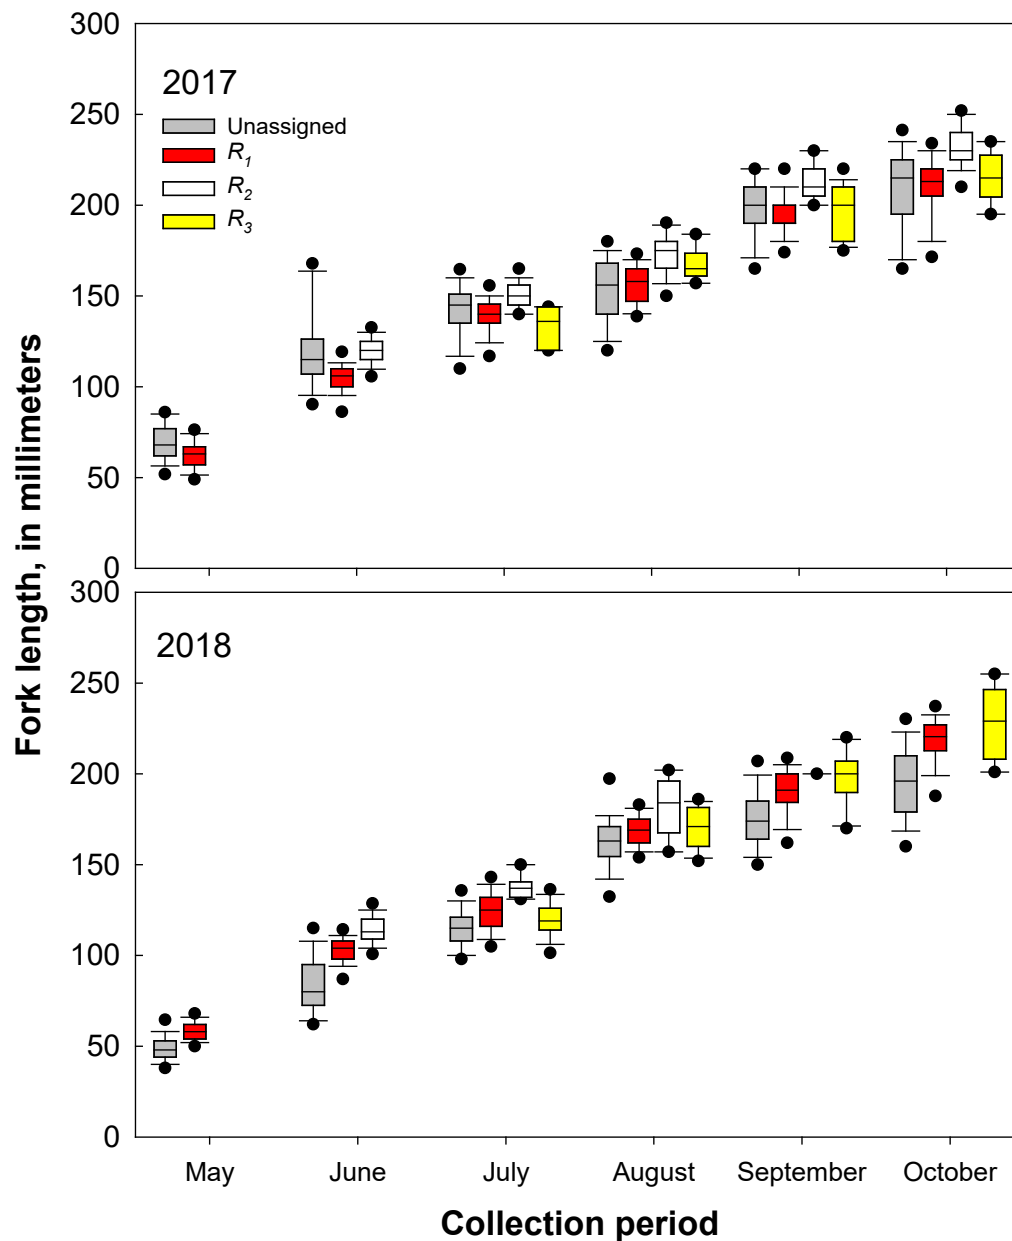 300
2017
Unassigned
R1
R2
R3
250
200
150
100
50
0
300
2018
250
200
150
100
50
0
May June July August September October
Collection period
Fork length, in millimeters